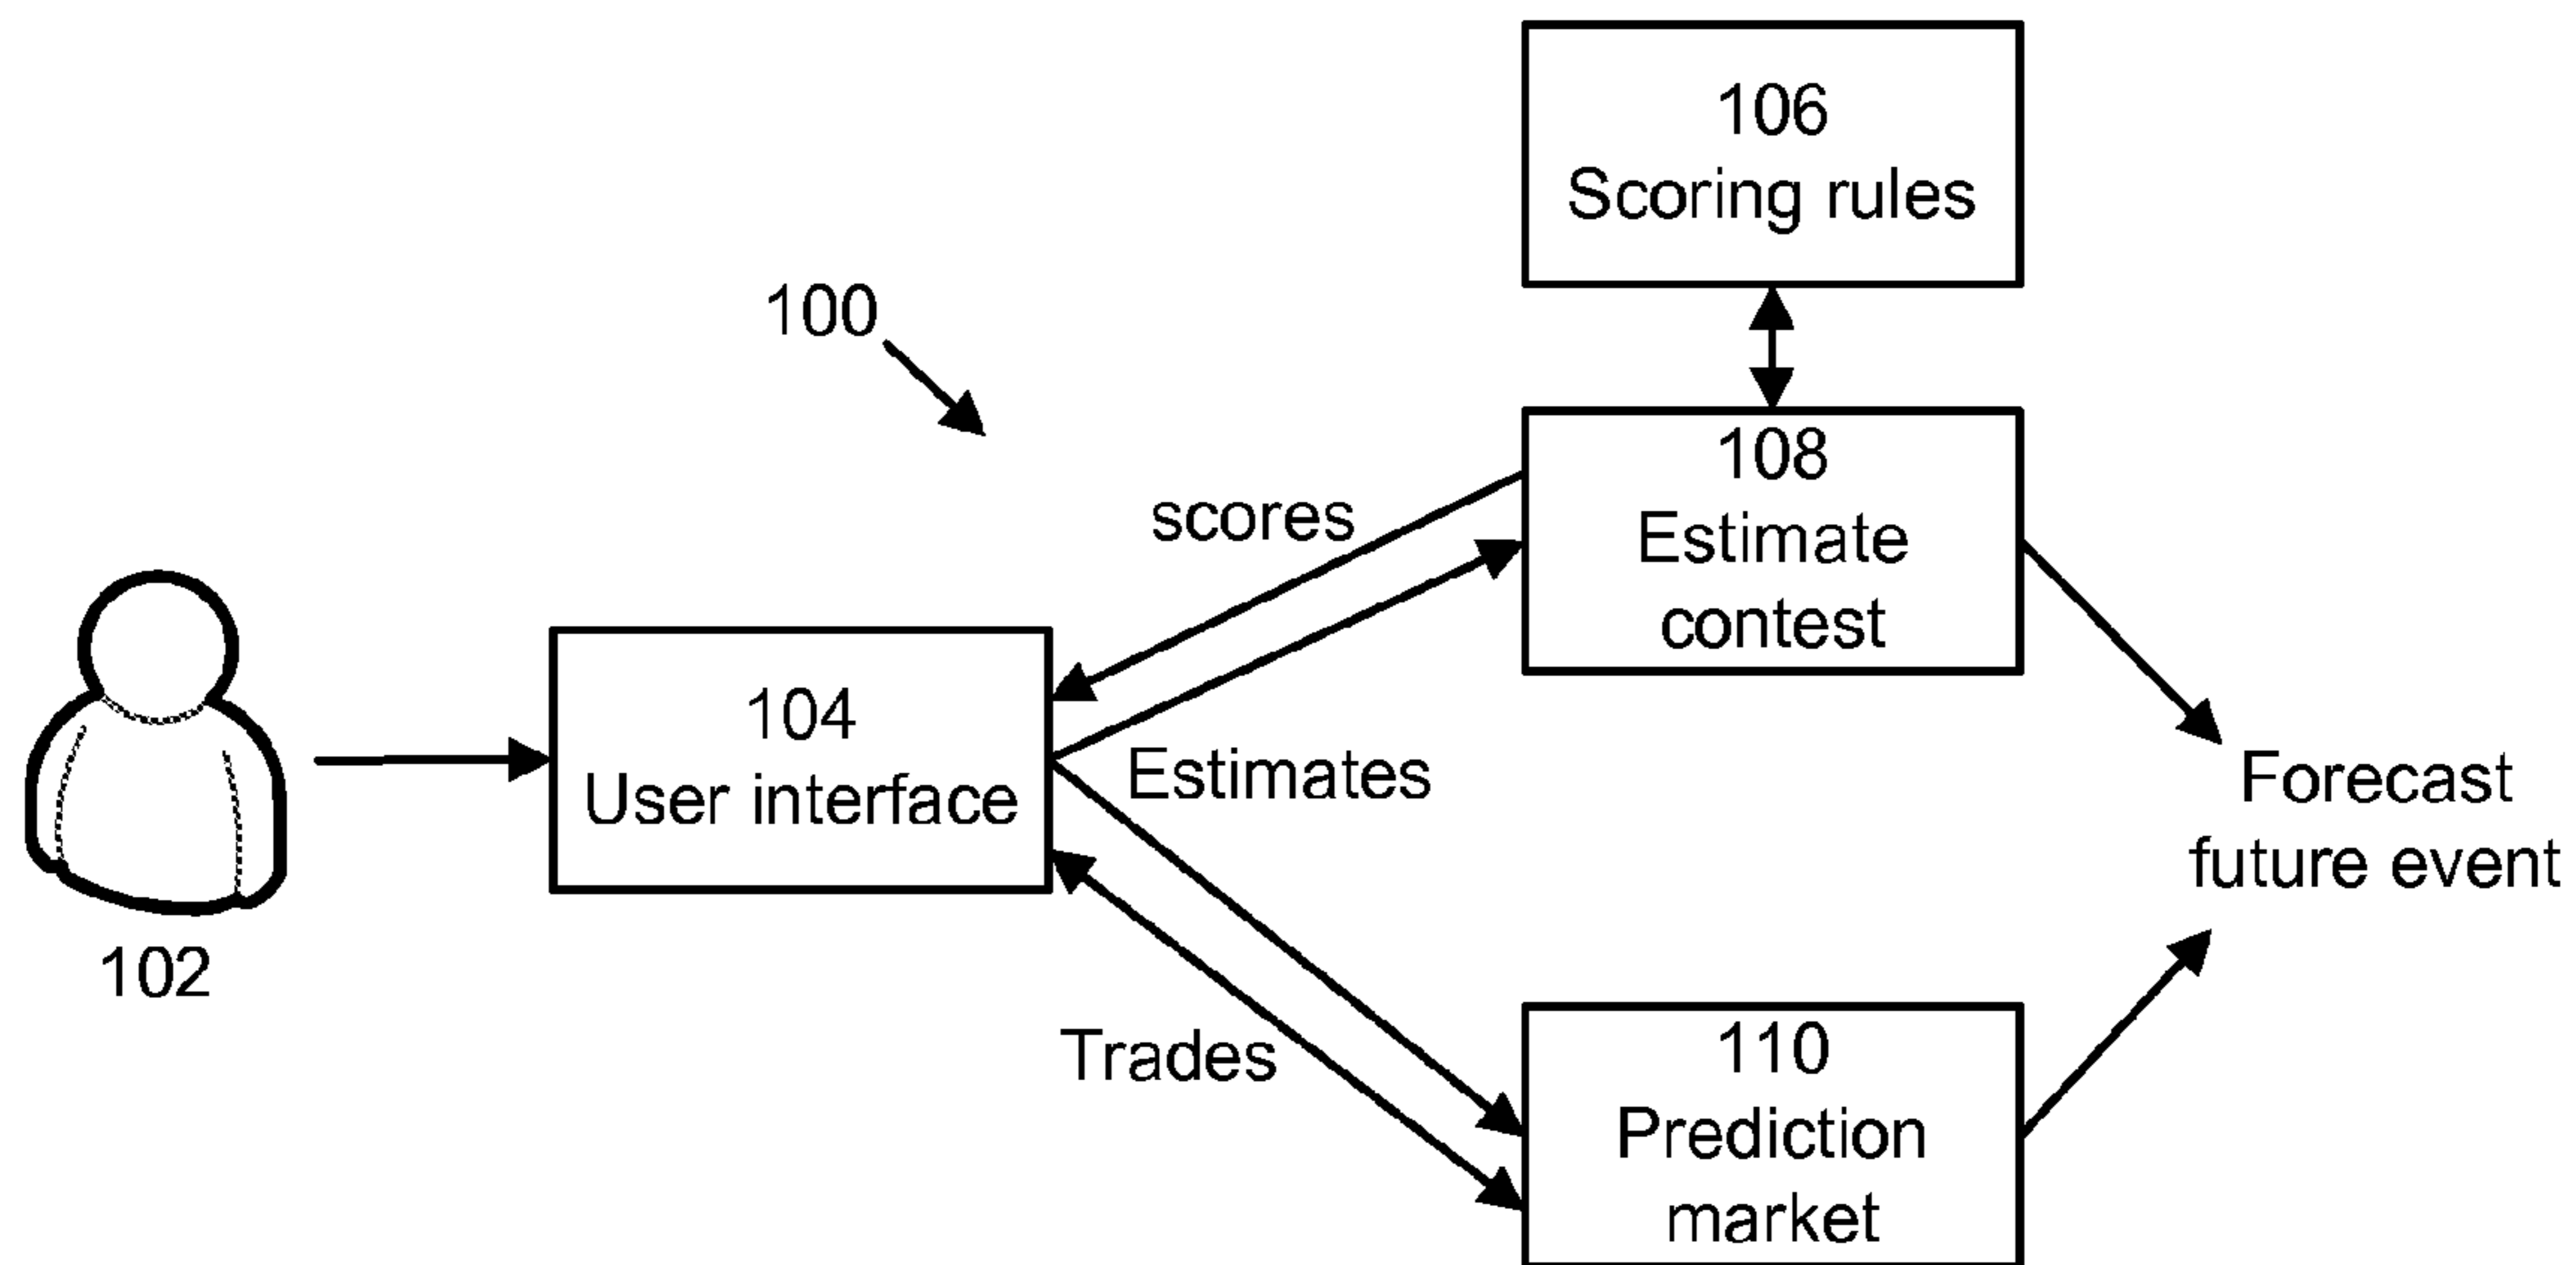 106
Scoring rules
100
108
Estimate
contest
scores
104
User interface
Estimates
Forecast
future event
102
Trades
110
Prediction
market